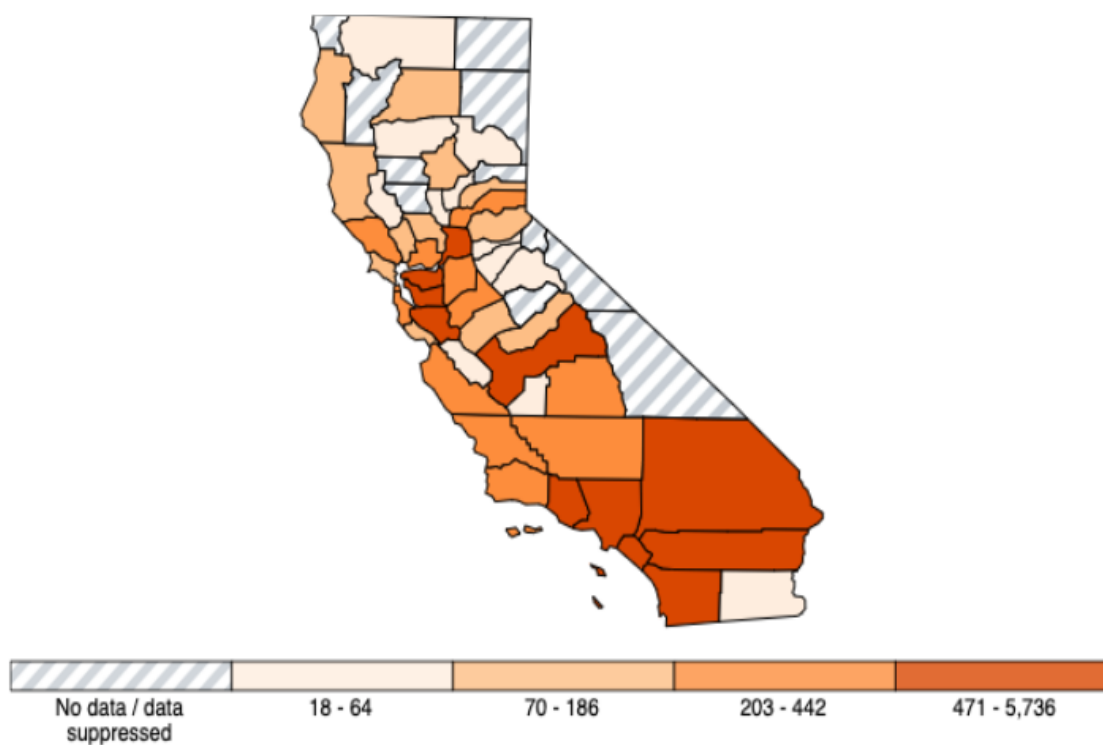 No data / data
suppressed
18 - 64
70 - 186
203 - 442
471 - 5,736